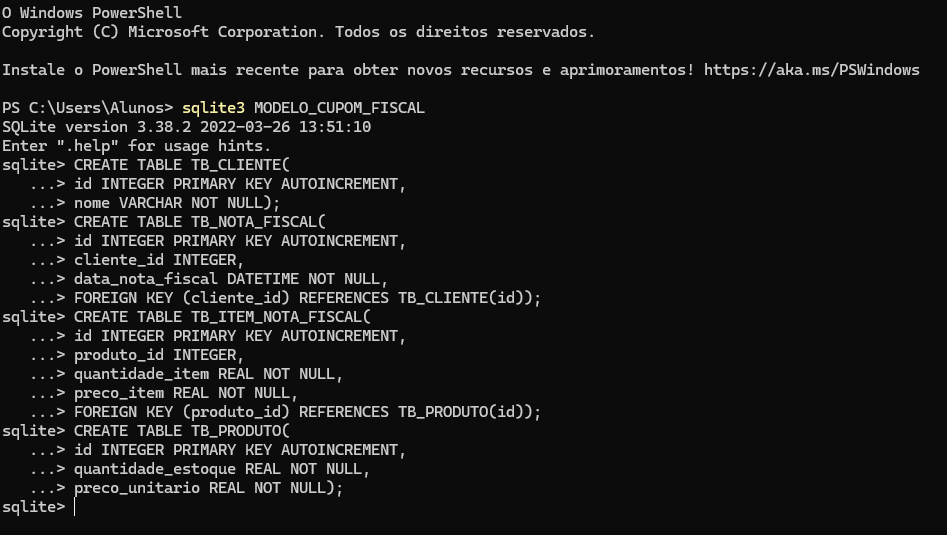 O Windows PowerShell
Copyright (C) Microsoft Corporation. Todos os direitos reservados.
Instale o PowerShell mais recente para obter novos recursos e aprimoramentos! https://aka.ms/PSWindows
PS C:\Users\Alunos> sqlite3 MODELO_CUPOM_FISCAL
SQLite version 3.38.2 2022-03-26 13:51:10
Enter ".help" for usage hints.
sqlite> CREATE TABLE TB_CLIENTE(
   ...> id INTEGER PRIMARY KEY AUTOINCREMENT,
   ...> nome VARCHAR NOT NULL);
sqlite> CREATE TABLE TB_NOTA_FISCAL(
   ...> id INTEGER PRIMARY KEY AUTOINCREMENT,
   ...> cliente_id INTEGER,
   ...> data_nota_fiscal DATETIME NOT NULL,
   ...> FOREIGN KEY (cliente_id) REFERENCES TB_CLIENTE(id));
sqlite> CREATE TABLE TB_ITEM_NOTA_FISCAL(
   ...> id INTEGER PRIMARY KEY AUTOINCREMENT,
   ...> produto_id INTEGER,
   ...> quantidade_item REAL NOT NULL,
   ...> preco_item REAL NOT NULL,
   ...> FOREIGN KEY (produto_id) REFERENCES TB_PRODUTO(id));
sqlite> CREATE TABLE TB_PRODUTO(
   ...> id INTEGER PRIMARY KEY AUTOINCREMENT,
   ...> quantidade_estoque REAL NOT NULL,
   ...> preco_unitario REAL NOT NULL);
sqlite>